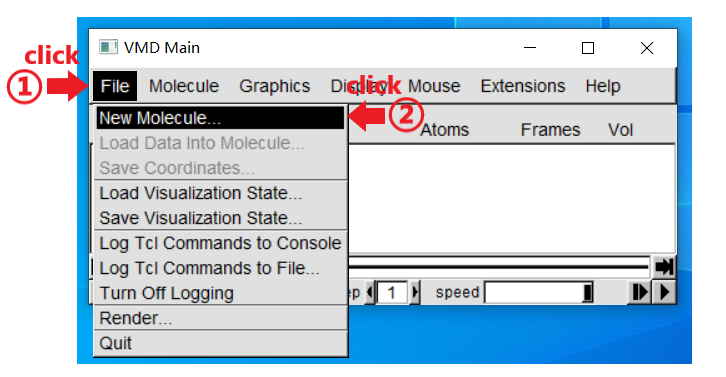 click
VMD Main
①
File Molecule Graphics Display Mouse Extensions Help
click
②
New Molecule...
Load Data Into Molecule...
Save Coordinates...
Load Visualization State...
Save Visualization State...
Log Tcl Commands to Console
Log Tcl Commands to File...
Turn Off Logging
Render...
Quit
Atoms Frames Vol
1 speed